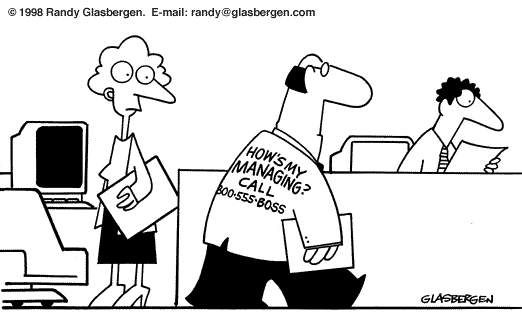 © 1998 Randy Glasbergen. E-mail: randy@glasbergen.com
HOW'S MY
MANAGING?
CALL
800-555-BOSS
GLASBERGEN